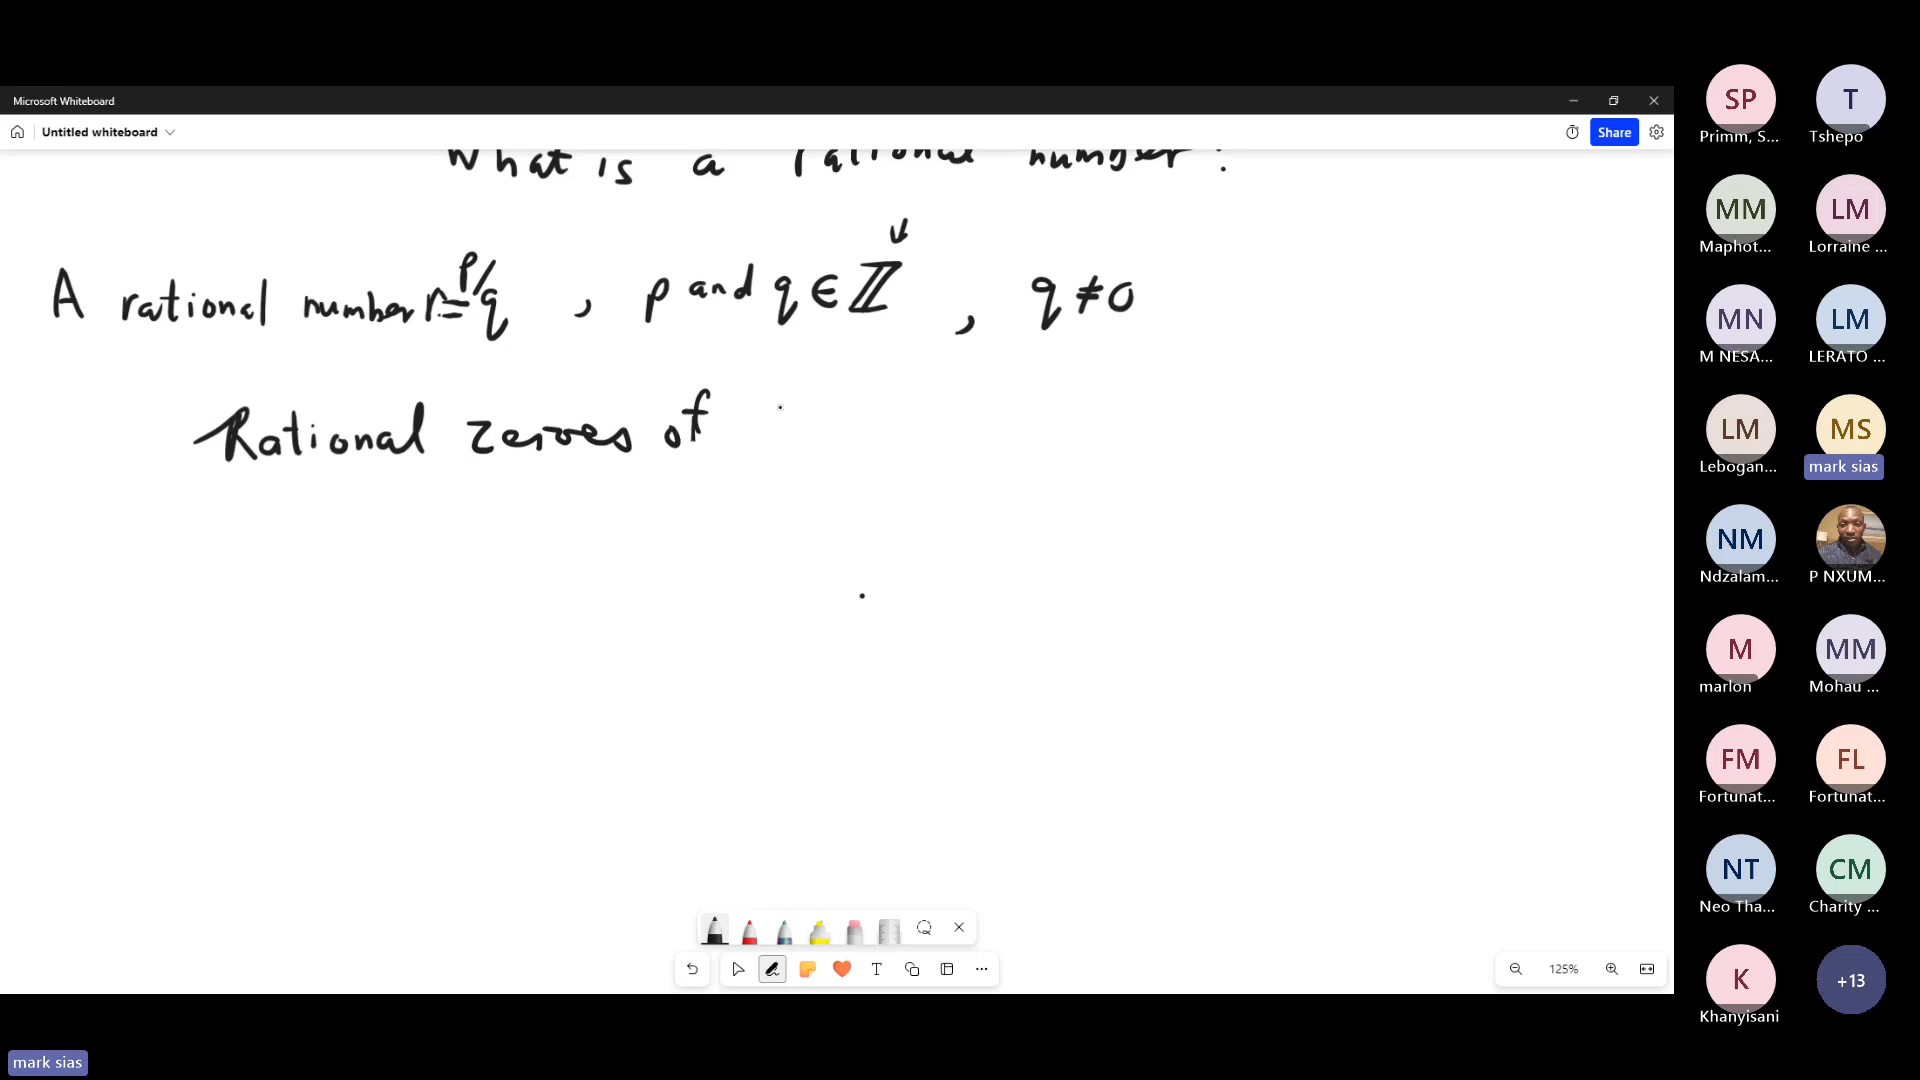 SP
T
Primm, S...
Tshepo
Microsoft Whiteboard
Untitled whiteboard
Share
What is a rational number?
A rational number r = p/q , p and q ∈ ℤ , q ≠ 0
Rational zeroes of
MM
LM
Maphot...
Lorraine ...
MN
LM
M NESA...
LERATO ...
LM
MS
Lebogan...
mark sias
NM
Ndzalam...
P NXUM...
M
MM
marlon
Mohau ...
FM
FL
Fortunat...
Fortunat...
NT
CM
Neo Tha...
Charity ...
K
+13
Khanyisani
T
125%
mark sias